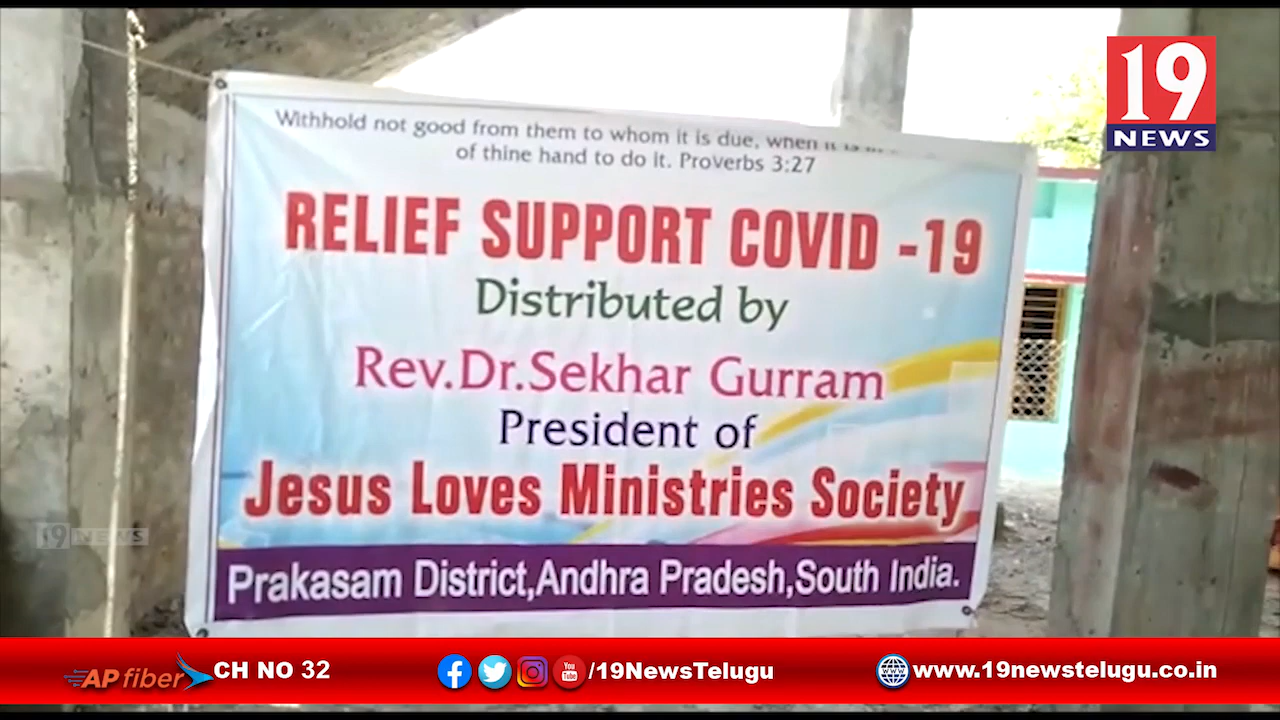 Withhold not good from them to whom it is due, when it is in
of thine hand to do it. Proverbs 3:27
RELIEF SUPPORT COVID -19
Distributed by
Rev.Dr.Sekhar Gurram
President of
Jesus Loves Ministries Society
Prakasam District,Andhra Pradesh,South India.
19
NEWS
19 NEWS
AP fiber CH NO 32
/19NewsTelugu
www.19newstelugu.co.in